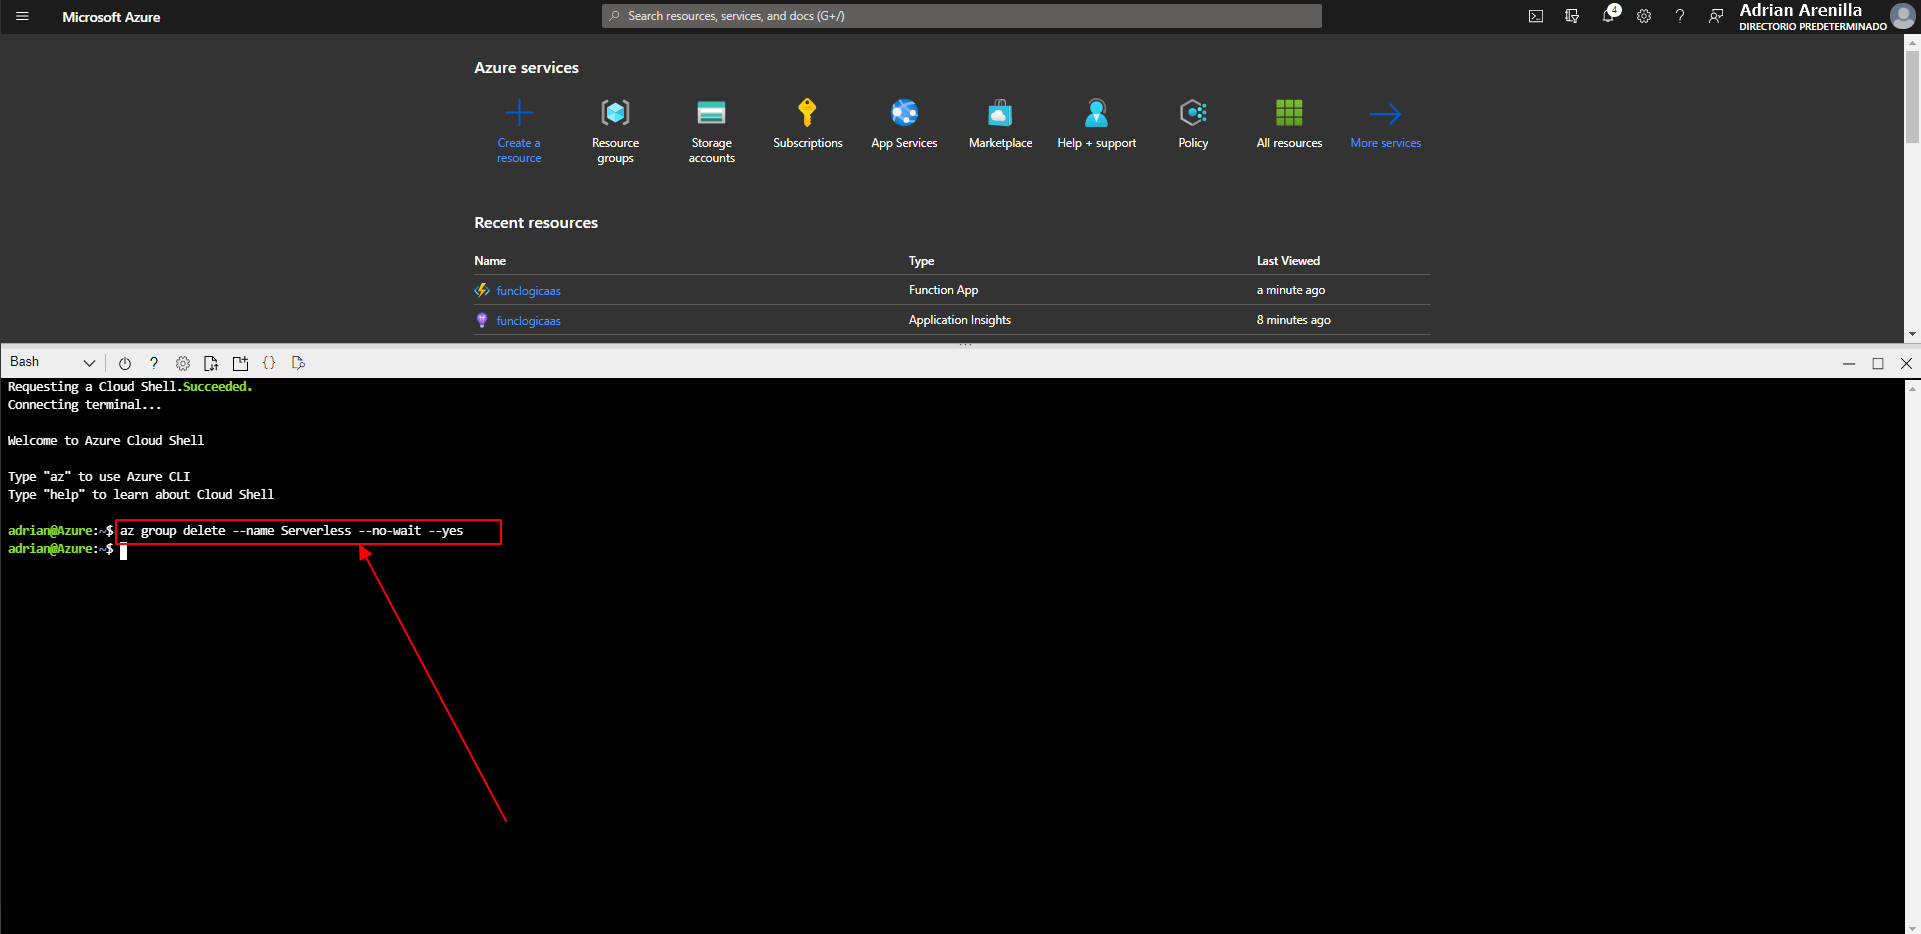 Microsoft Azure
Search resources, services, and docs (G+/)
4
Adrian Arenilla
DIRECTORIO PREDETERMINADO
Azure services
Create a
resource
Resource
groups
Storage
accounts
Subscriptions
App Services
Marketplace
Help + support
Policy
All resources
More services
Recent resources
Name Type Last Viewed
funclogicaas Function App a minute ago
funclogicaas Application Insights 8 minutes ago
Bash
Requesting a Cloud Shell.Succeeded.
Connecting terminal...
Welcome to Azure Cloud Shell
Type "az" to use Azure CLI
Type "help" to learn about Cloud Shell
adrian@Azure:~$ az group delete --name Serverless --no-wait --yes
adrian@Azure:~$